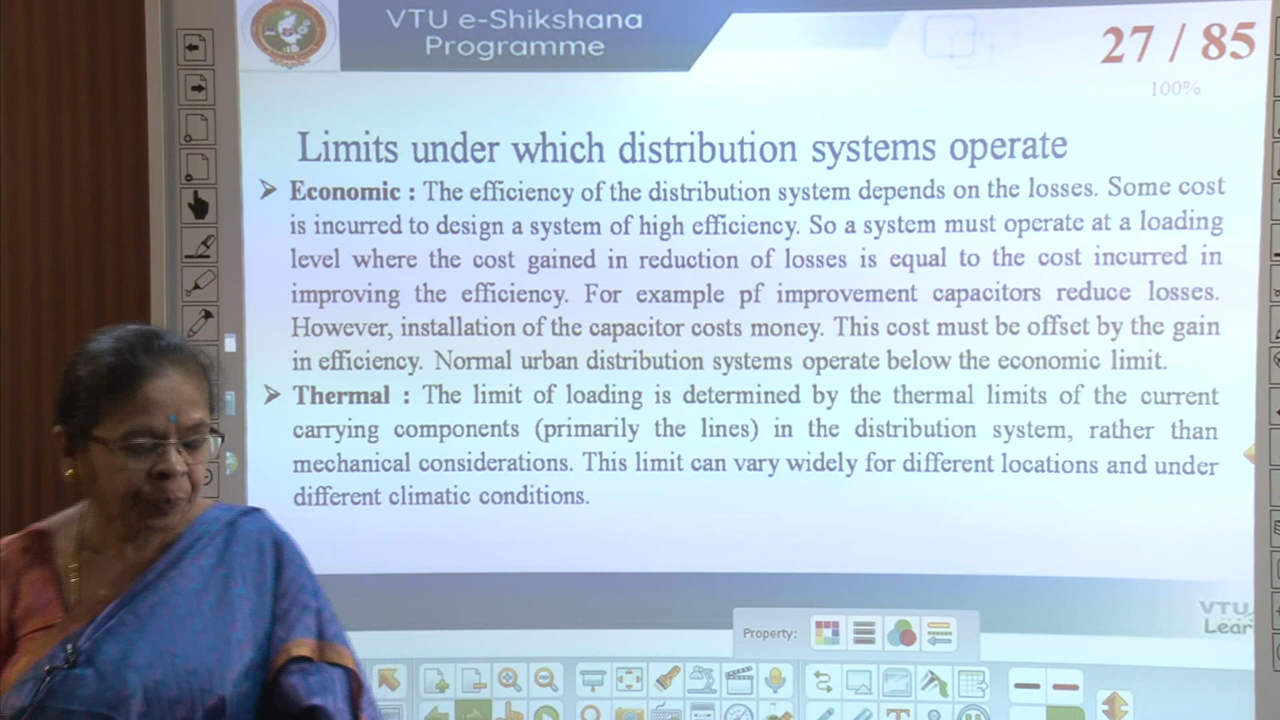 VTU e-Shikshana
Programme
27 / 85
100%
Limits under which distribution systems operate
➤ Economic : The efficiency of the distribution system depends on the losses. Some cost
is incurred to design a system of high efficiency. So a system must operate at a loading
level where the cost gained in reduction of losses is equal to the cost incurred in
improving the efficiency. For example pf improvement capacitors reduce losses.
However, installation of the capacitor costs money. This cost must be offset by the gain
in efficiency. Normal urban distribution systems operate below the economic limit.
➤ Thermal : The limit of loading is determined by the thermal limits of the current
carrying components (primarily the lines) in the distribution system, rather than
mechanical considerations. This limit can vary widely for different locations and under
different climatic conditions.
VTU
Lear
Property: